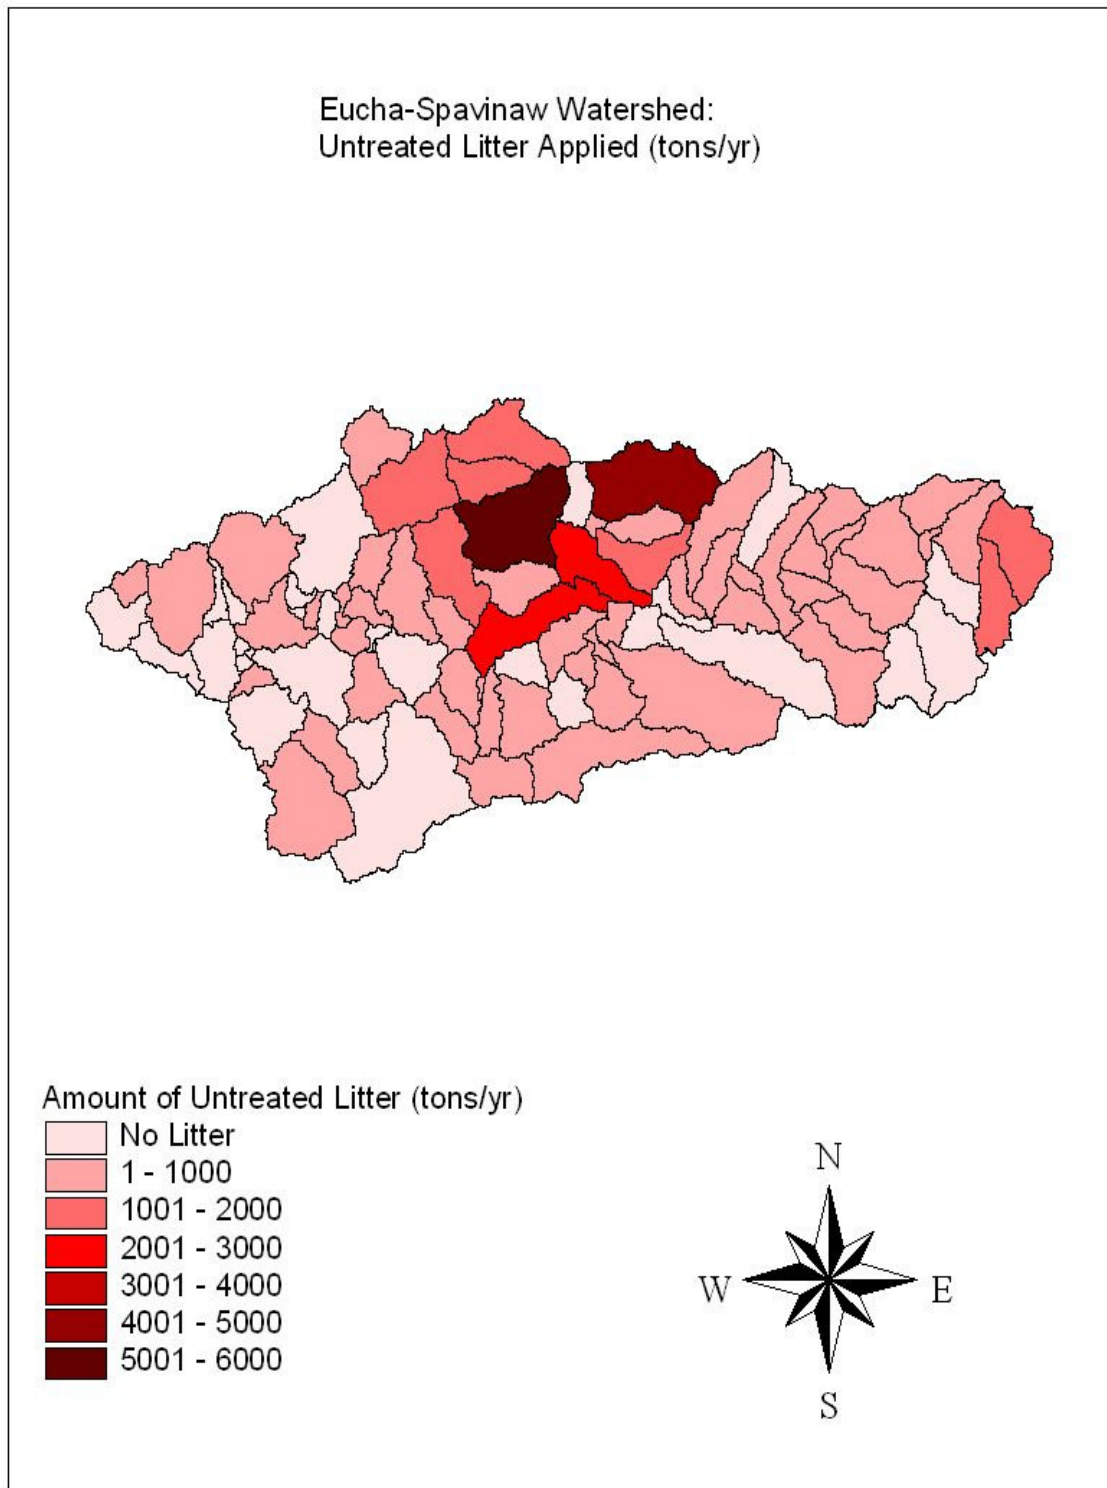 Eucha-Spavinaw Watershed:
Untreated Litter Applied (tons/yr)
Amount of Untreated Litter (tons/yr)
No Litter
1 - 1000
1001 - 2000
2001 - 3000
3001 - 4000
4001 - 5000
5001 - 6000
N
W E
S